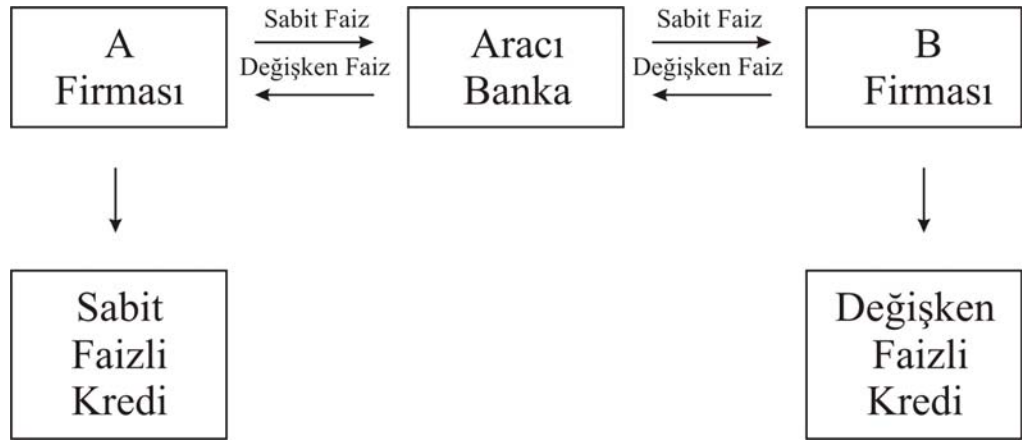 A
Firması
Sabit Faiz
Değişken Faiz
Aracı
Banka
Sabit Faiz
Değişken Faiz
B
Firması
Sabit
Faizli
Kredi
Değişken
Faizli
Kredi